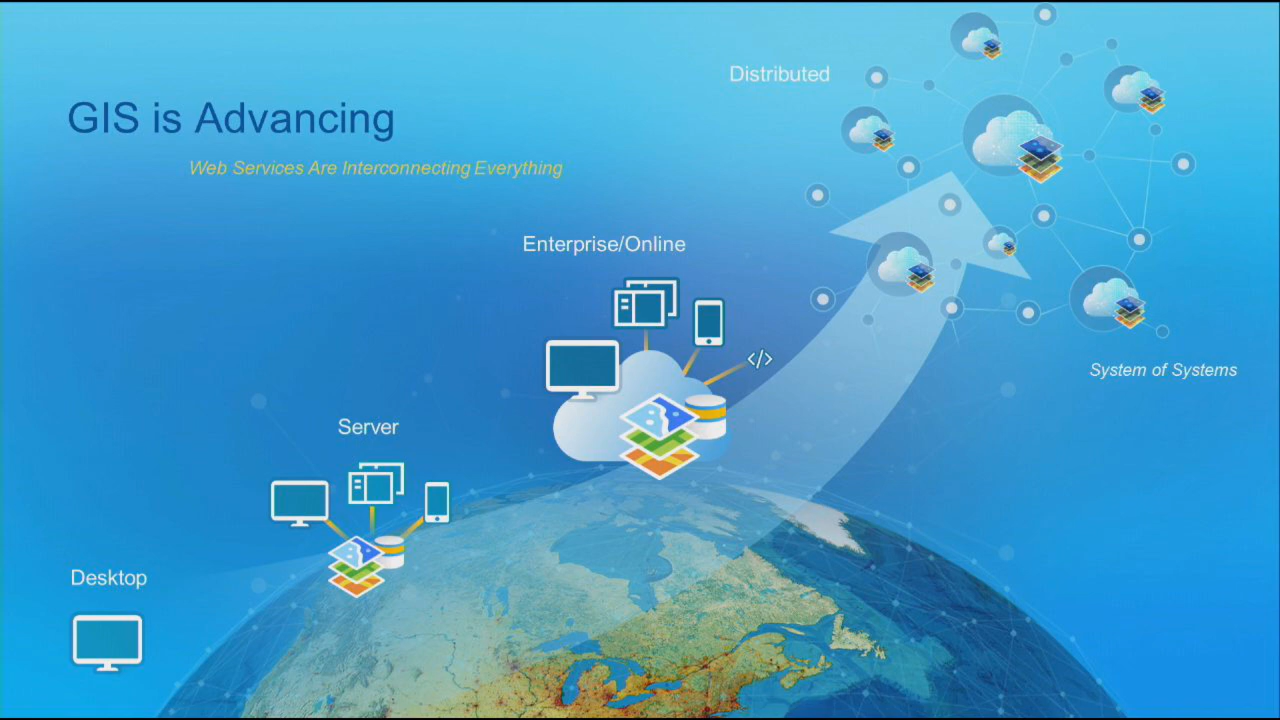 GIS is Advancing
Web Services Are Interconnecting Everything
Distributed
Enterprise/Online
</>
System of Systems
Server
Desktop